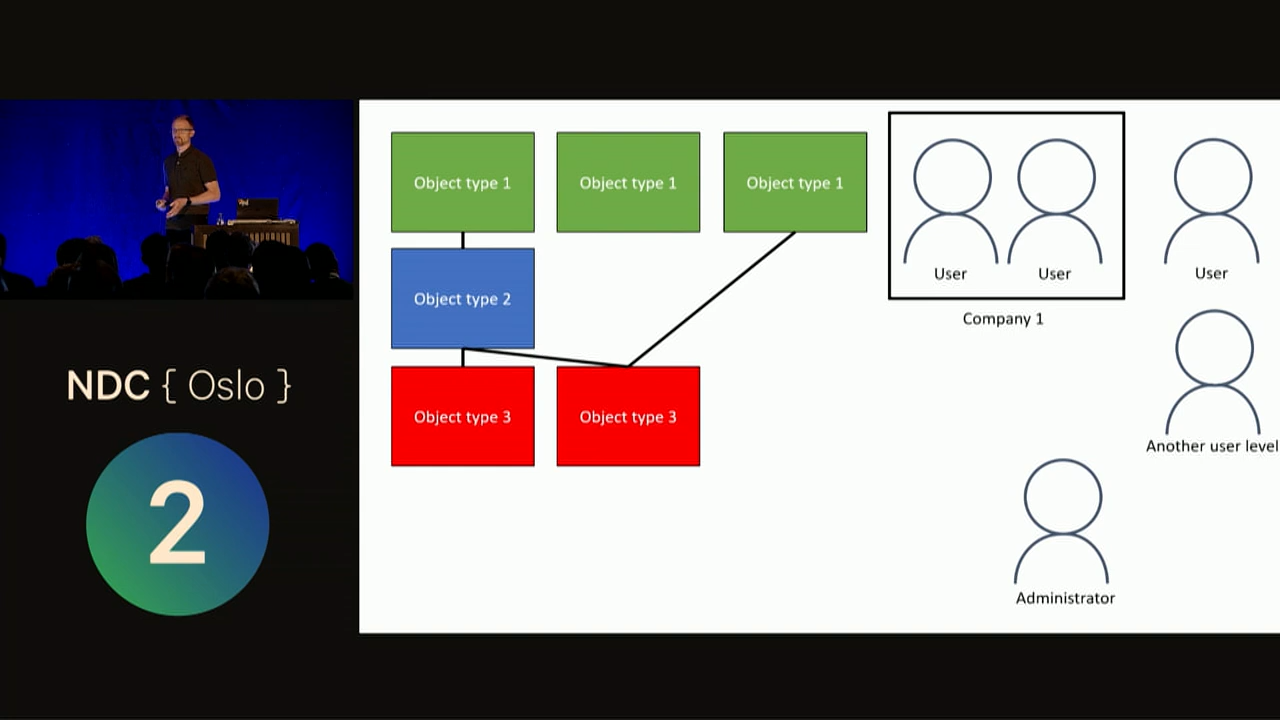 Object type 1
Object type 1
Object type 1
Object type 2
Object type 3
Object type 3
User
User
Company 1
User
Another user level
Administrator
NDC { Oslo }
2